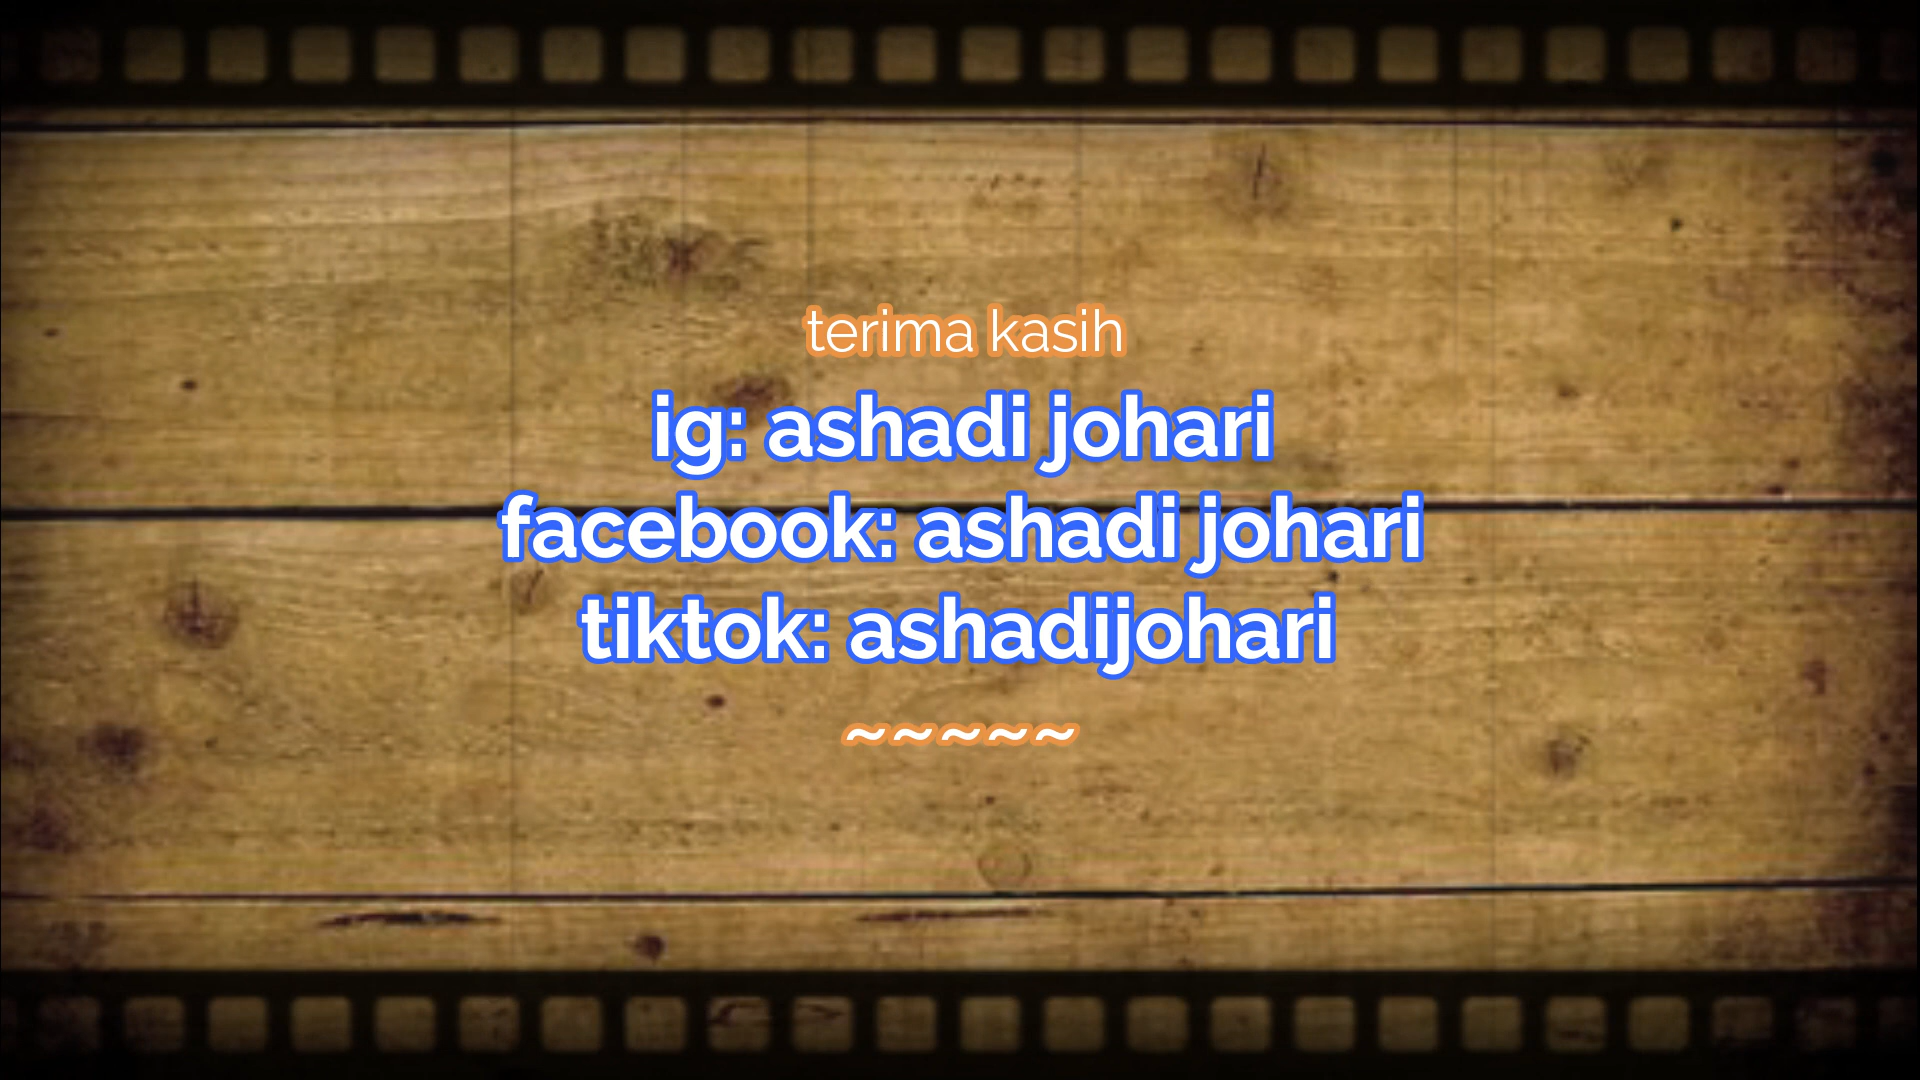 terima kasih
ig: ashadi johari
facebook: ashadi johari
tiktok: ashadijohari
~~~~~